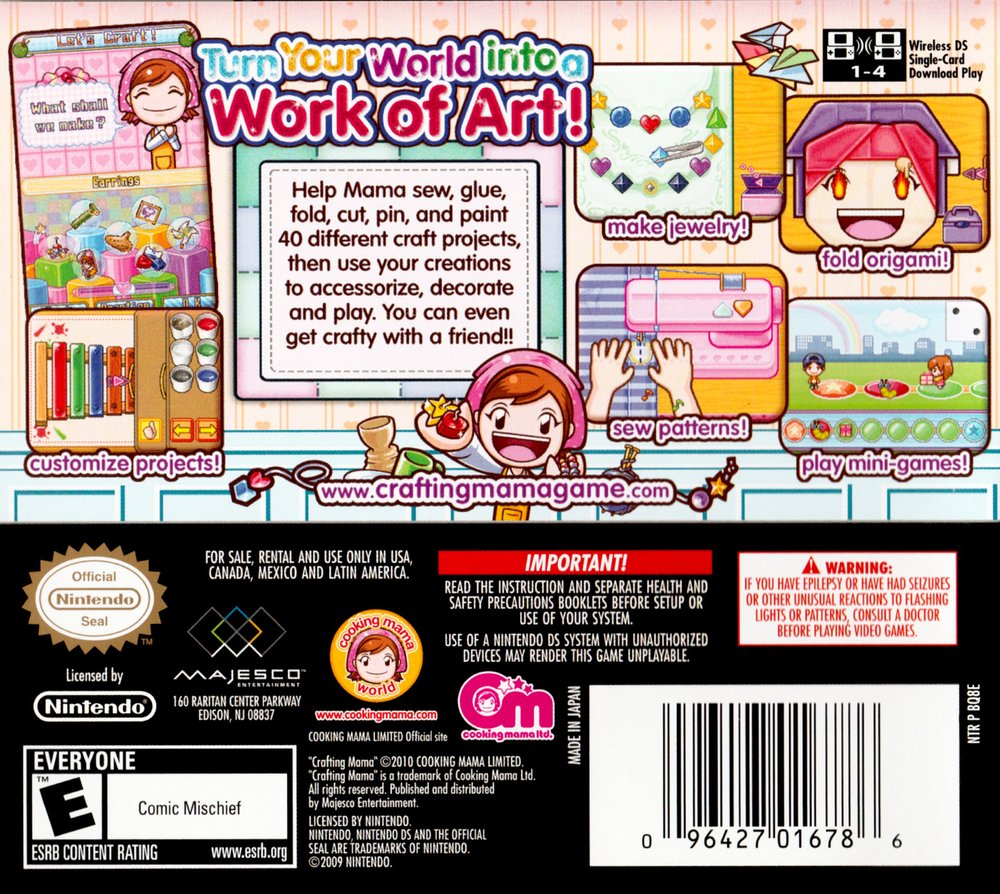 Let's Craft!
What shall
we make?
Earrings
Turn Your World into a
Work of Art!
Help Mama sew, glue,
fold, cut, pin, and paint
40 different craft projects,
then use your creations
to accessorize, decorate
and play. You can even
get crafty with a friend!!
1-4
Wireless DS
Single-Card
Download Play
make jewelry!
fold origami!
customize projects!
sew patterns!
play mini-games!
www.craftingmamagame.com
Official
Nintendo
Seal
TM
Licensed by
Nintendo®
FOR SALE, RENTAL AND USE ONLY IN USA,
CANADA, MEXICO AND LATIN AMERICA.
MAJESCO™
ENTERTAINMENT
160 RARITAN CENTER PARKWAY
EDISON, NJ 08837
cooking mama
world
www.cookingmama.com
COOKING MAMA LIMITED Official site
cm
cooking mama ltd.
IMPORTANT!
READ THE INSTRUCTION AND SEPARATE HEALTH AND
SAFETY PRECAUTIONS BOOKLETS BEFORE SETUP OR
USE OF YOUR SYSTEM.
USE OF A NINTENDO DS SYSTEM WITH UNAUTHORIZED
DEVICES MAY RENDER THIS GAME UNPLAYABLE.
WARNING:
IF YOU HAVE EPILEPSY OR HAVE HAD SEIZURES
OR OTHER UNUSUAL REACTIONS TO FLASHING
LIGHTS OR PATTERNS, CONSULT A DOCTOR
BEFORE PLAYING VIDEO GAMES.
EVERYONE
TM
E
Comic Mischief
ESRB CONTENT RATING
www.esrb.org
"Crafting Mama" ©2010 COOKING MAMA LIMITED.
"Crafting Mama" is a trademark of Cooking Mama Ltd.
All rights reserved. Published and distributed
by Majesco Entertainment.
LICENSED BY NINTENDO.
NINTENDO, NINTENDO DS AND THE OFFICIAL
SEAL ARE TRADEMARKS OF NINTENDO.
©2009 NINTENDO.
MADE IN JAPAN
NTR P BQ8E
0 96427 01678 6